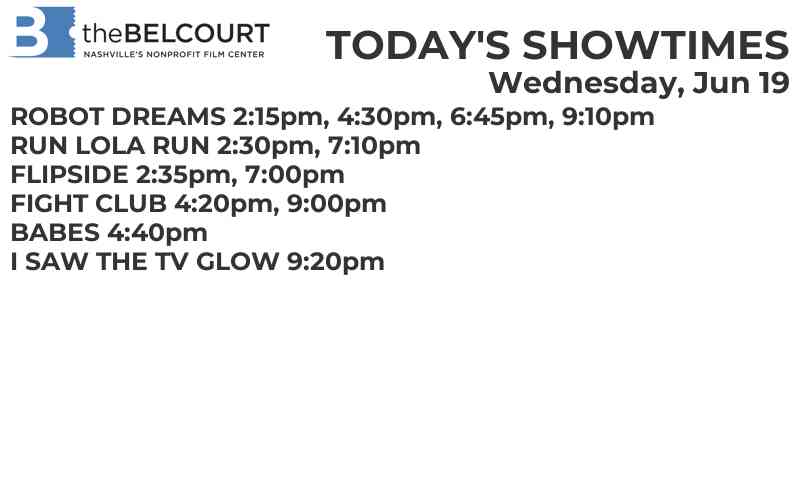 B theBELCOURT
NASHVILLE'S NONPROFIT FILM CENTER
TODAY'S SHOWTIMES
Wednesday, Jun 19
ROBOT DREAMS 2:15pm, 4:30pm, 6:45pm, 9:10pm
RUN LOLA RUN 2:30pm, 7:10pm
FLIPSIDE 2:35pm, 7:00pm
FIGHT CLUB 4:20pm, 9:00pm
BABES 4:40pm
I SAW THE TV GLOW 9:20pm